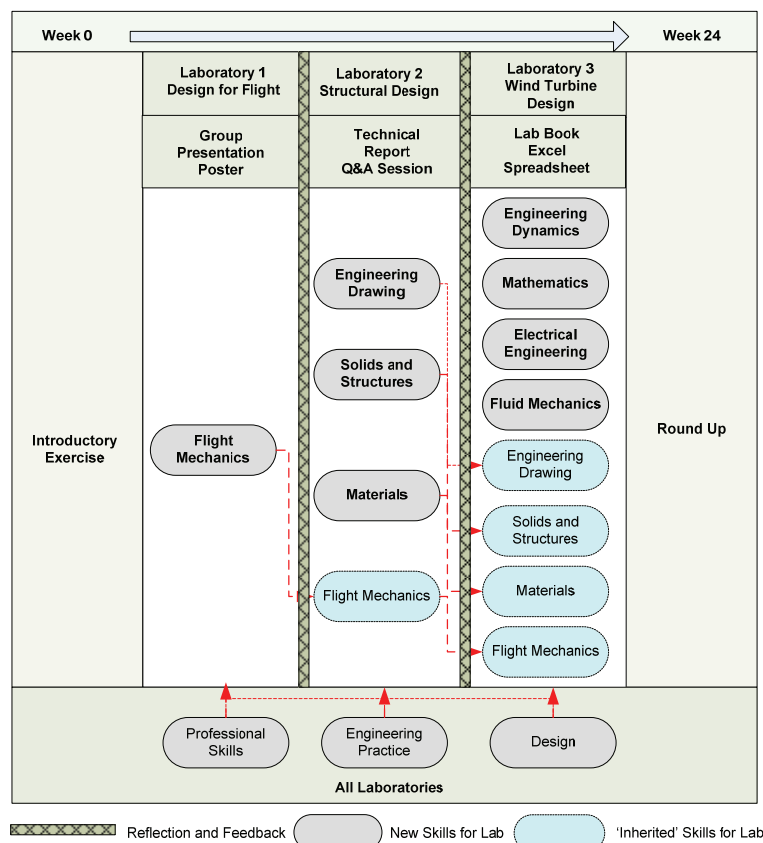 Week 0
Week 24
Laboratory 1
Design for Flight
Laboratory 2
Structural Design
Laboratory 3
Wind Turbine
Design
Group
Presentation
Poster
Technical
Report
Q&A Session
Lab Book
Excel
Spreadsheet
Introductory
Exercise
Flight
Mechanics
Engineering
Drawing
Solids and
Structures
Materials
Flight Mechanics
Engineering
Dynamics
Mathematics
Electrical
Engineering
Fluid Mechanics
Engineering
Drawing
Solids and
Structures
Materials
Flight Mechanics
Round Up
Professional
Skills
Engineering
Practice
Design
All Laboratories
Reflection and Feedback
New Skills for Lab
‘Inherited’ Skills for Lab